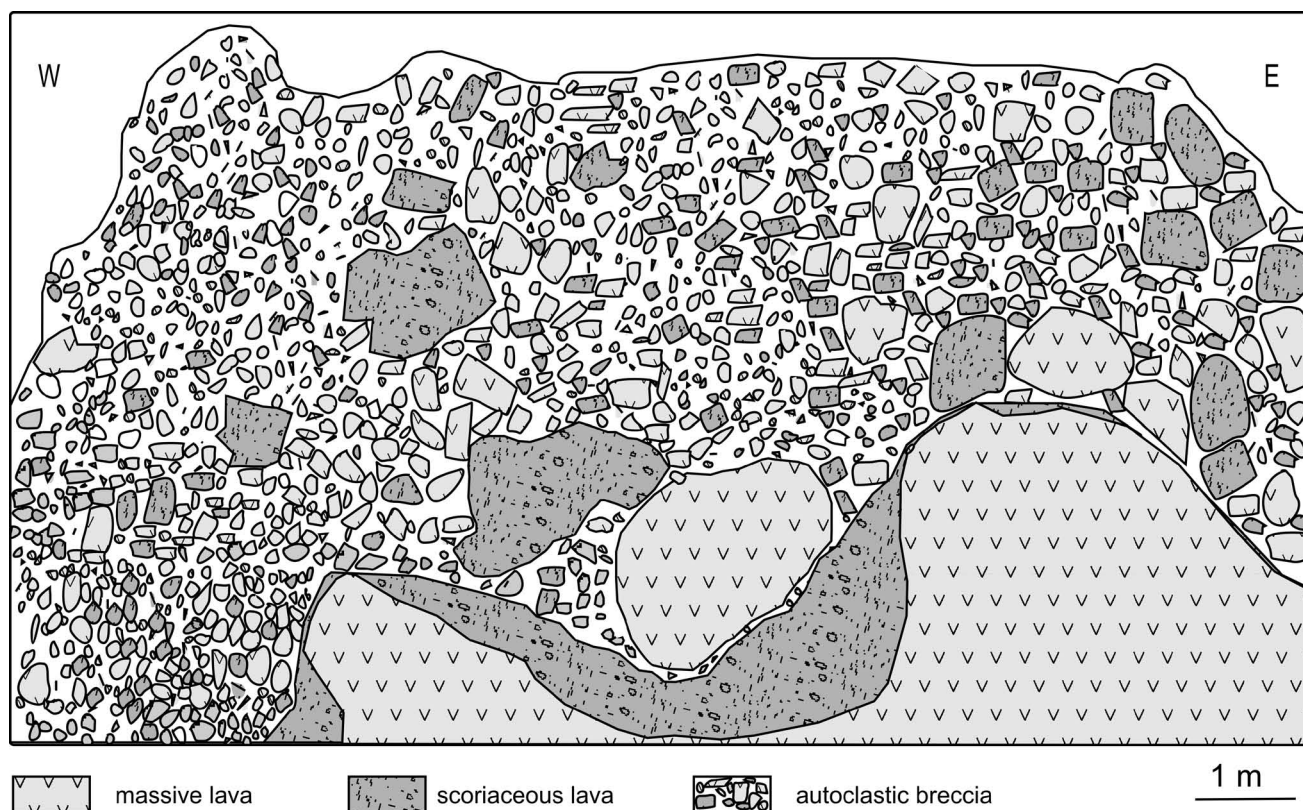 W
E
massive lava
scoriaceous lava
autoclastic breccia
1 m